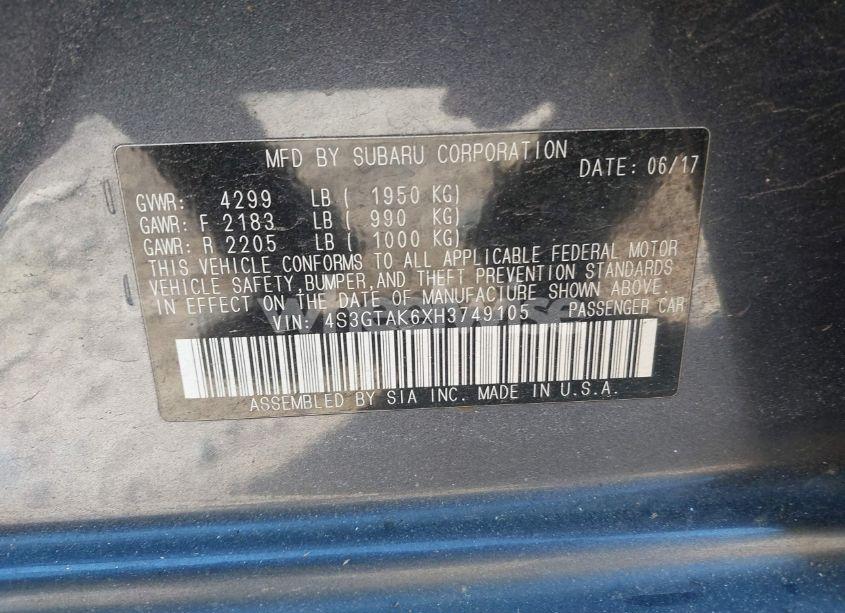 MFD BY SUBARU CORPORATION
DATE: 06/17
GVWR: 4299 LB ( 1950 KG)
GAWR: F 2183 LB ( 990 KG)
GAWR: R 2205 LB ( 1000 KG)
THIS VEHICLE CONFORMS TO ALL APPLICABLE FEDERAL MOTOR
VEHICLE SAFETY,BUMPER,AND THEFT PREVENTION STANDARDS
IN EFFECT ON THE DATE OF MANUFACTURE SHOWN ABOVE.
VIN: 4S3GTAK6XH3749105 PASSENGER CAR
ASSEMBLED BY SIA INC. MADE IN U.S.A.